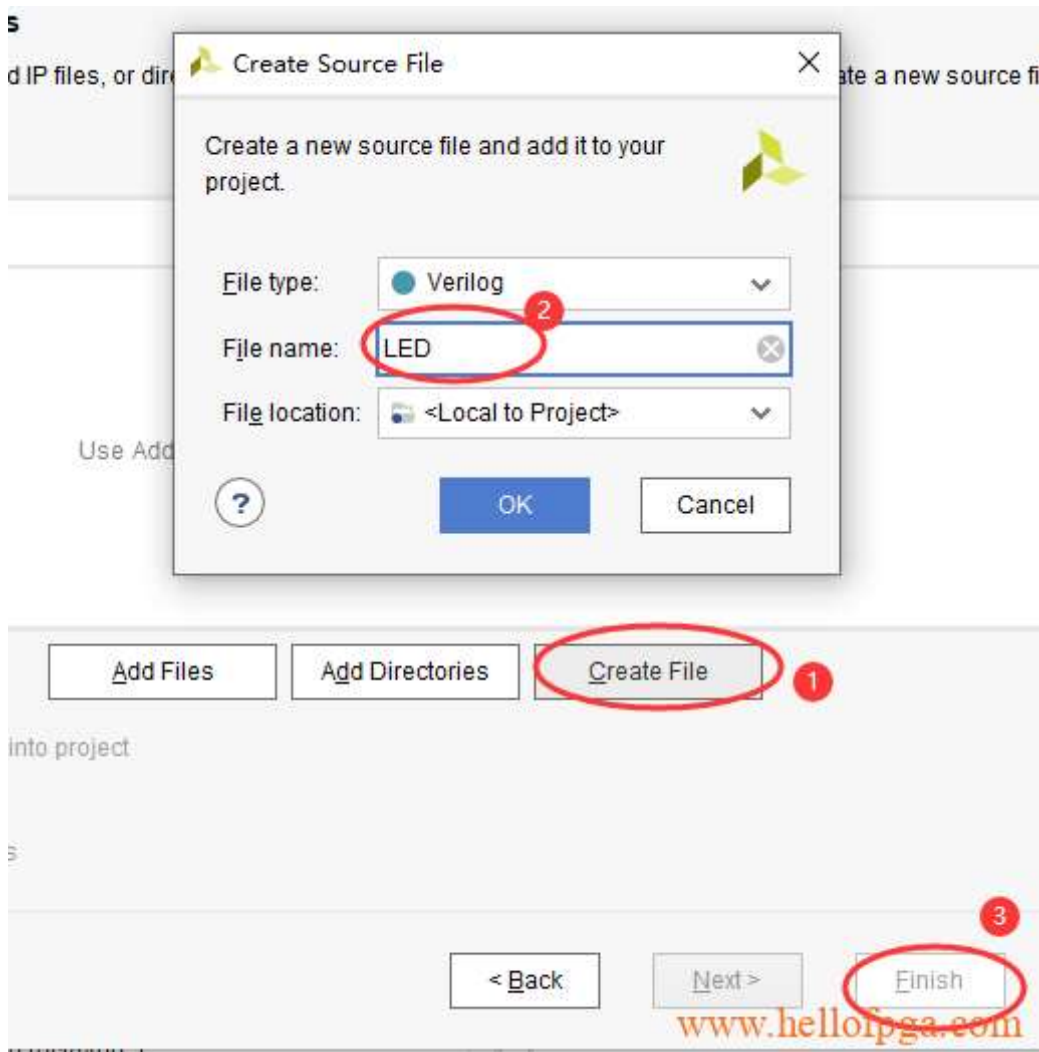 s
Create Source File
d IP files, or dire
ate a new source fi
Create a new source file and add it to your
project.
File type:
Verilog
2
File name:
LED
File location:
<Local to Project>
Use Add
?
OK
Cancel
Add Files
Add Directories
Create File
1
into project
s
3
< Back
Next >
Finish
www.hellofpga.com